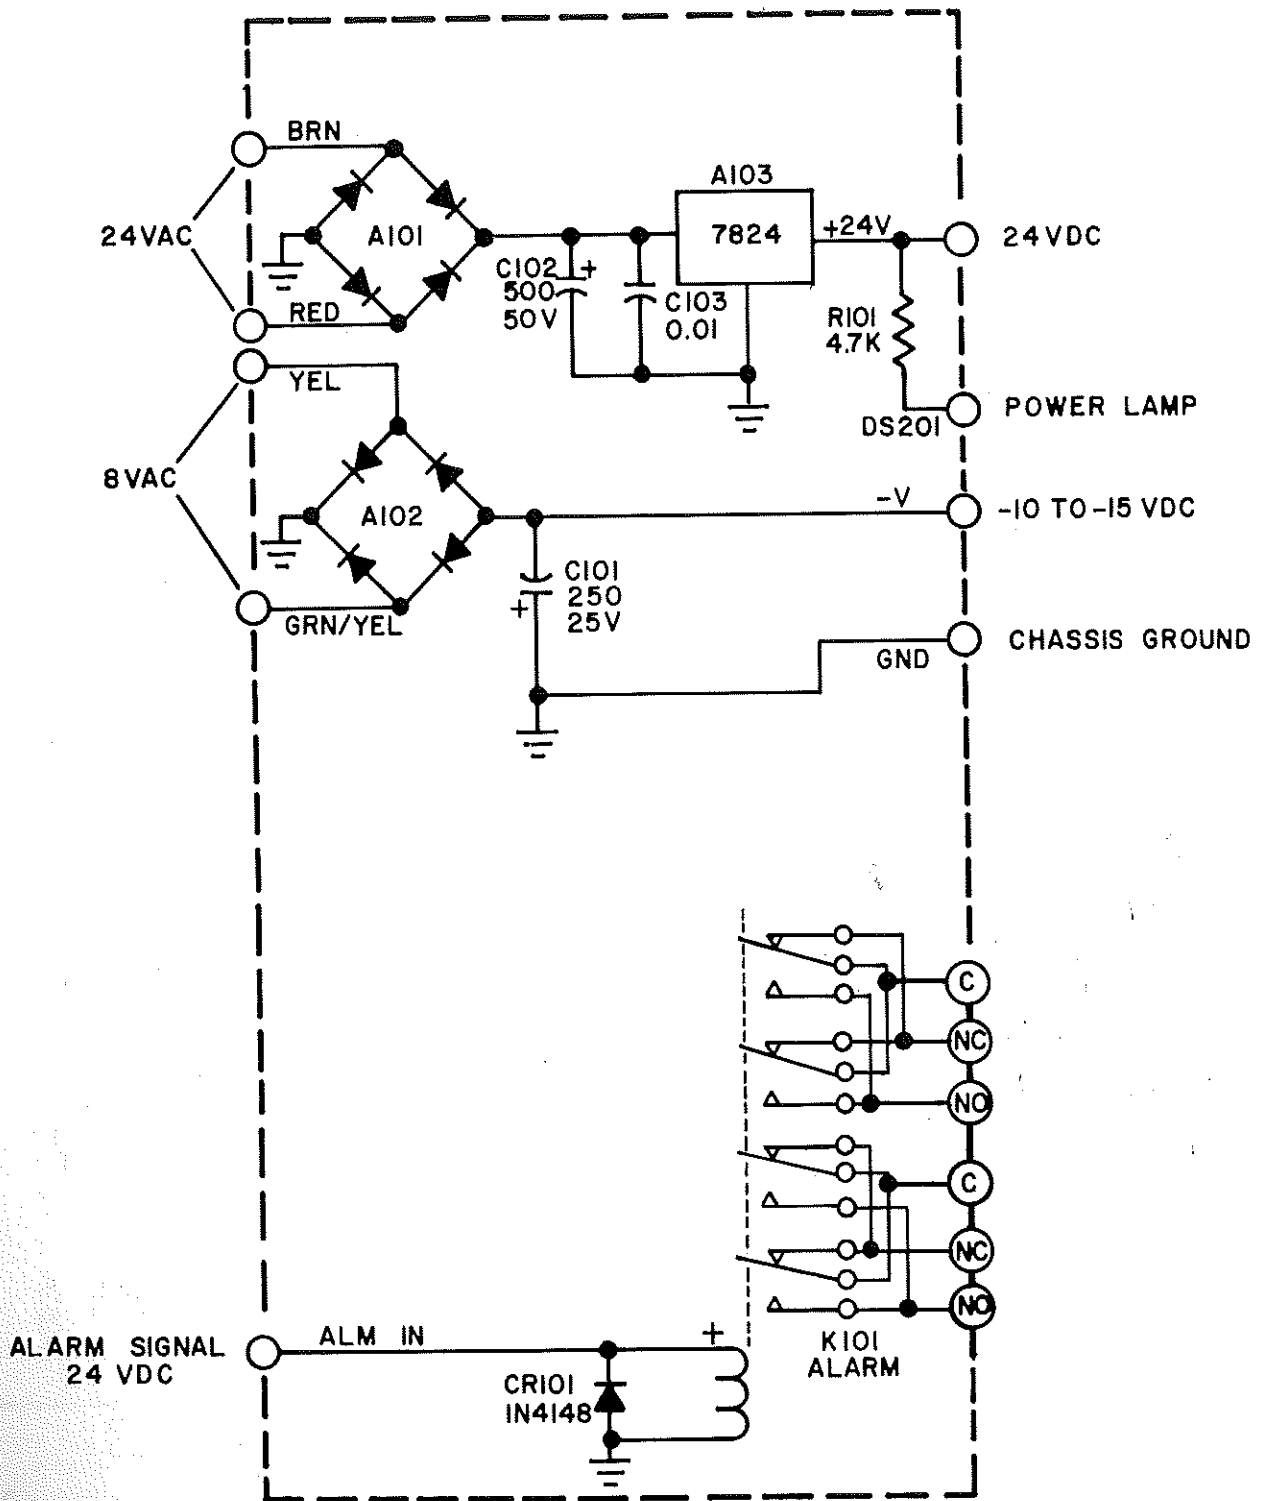 BRN
A103
24VAC
A101
7824
+24V
24VDC
C102
500
50V
+
C103
0.01
RED
R101
4.7K
YEL
DS201
POWER LAMP
8VAC
A102
-V
-10 TO -15 VDC
C101
250
25V
+
GRN/YEL
GND
CHASSIS GROUND
C
NC
NO
C
NC
NO
ALARM SIGNAL
24 VDC
ALM IN
+
K101
ALARM
CR101
1N4148